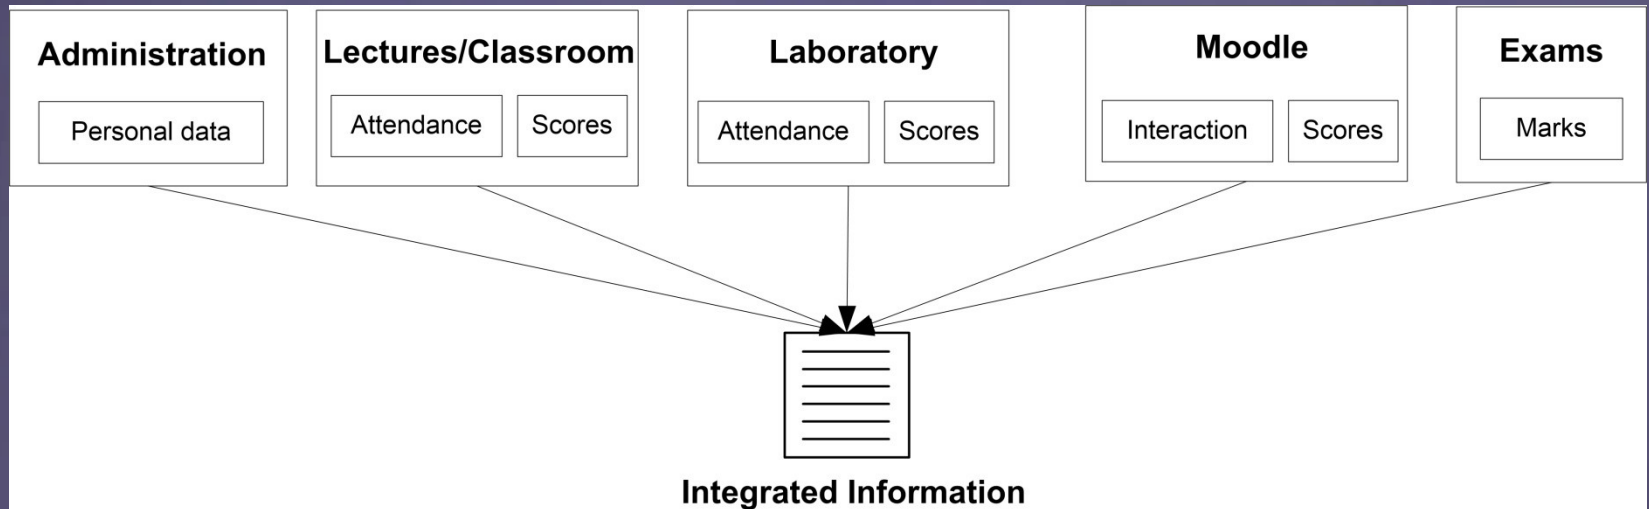 Administration
Personal data
Lectures/Classroom
Attendance
Scores
Laboratory
Attendance
Scores
Moodle
Interaction
Scores
Exams
Marks
Integrated Information